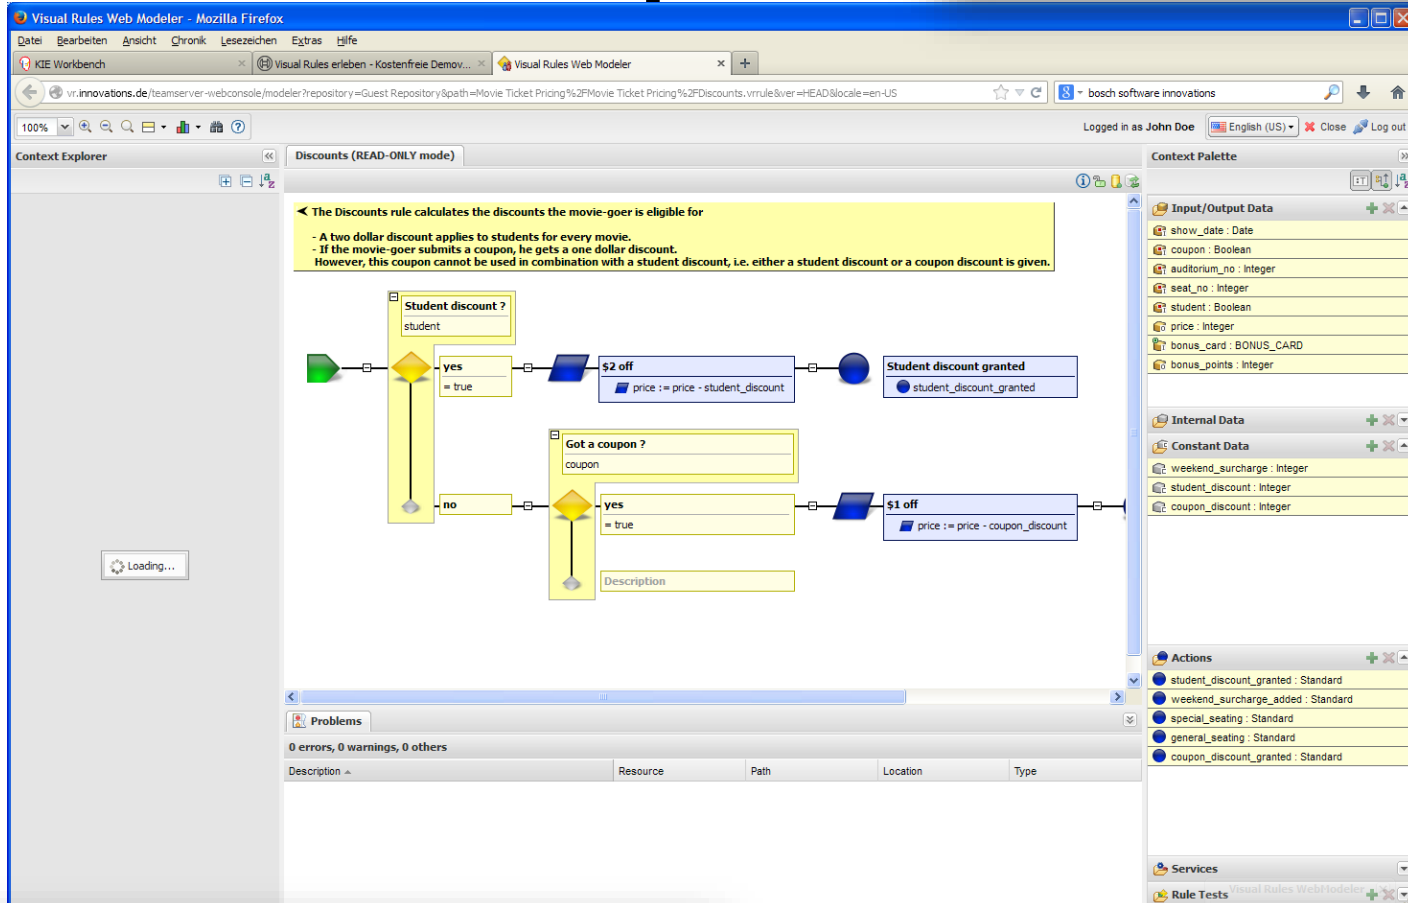 Visual Rules Web Modeler - Mozilla Firefox
Datei Bearbeiten Ansicht Chronik Lesezeichen Extras Hilfe
KIE Workbench
Visual Rules erleben - Kostenfreie Demov...
Visual Rules Web Modeler
vr.innovations.de/teamserver-webconsole/modeler?repository=Guest Repository&path=Movie Ticket Pricing%2FMovie Ticket Pricing%2FDiscounts.vrrule&ver=HEAD&locale=en-US
bosch software innovations
100%
Logged in as John Doe
English (US)
Close
Log out
Context Explorer
Loading...
Discounts (READ-ONLY mode)
The Discounts rule calculates the discounts the movie-goer is eligible for
- A two dollar discount applies to students for every movie.
- If the movie-goer submits a coupon, he gets a one dollar discount.
However, this coupon cannot be used in combination with a student discount, i.e. either a student discount or a coupon discount is given.
Student discount ?
student
yes
= true
$2 off
price := price - student_discount
Student discount granted
student_discount_granted
Got a coupon ?
coupon
no
yes
= true
$1 off
price := price - coupon_discount
Description
Problems
0 errors, 0 warnings, 0 others
Description Resource Path Location Type
Context Palette
Input/Output Data
show_date : Date
coupon : Boolean
auditorium_no : Integer
seat_no : Integer
student : Boolean
price : Integer
bonus_card : BONUS_CARD
bonus_points : Integer
Internal Data
Constant Data
weekend_surcharge : Integer
student_discount : Integer
coupon_discount : Integer
Actions
student_discount_granted : Standard
weekend_surcharge_added : Standard
special_seating : Standard
general_seating : Standard
coupon_discount_granted : Standard
Services
Rule Tests
Visual Rules WebModeler